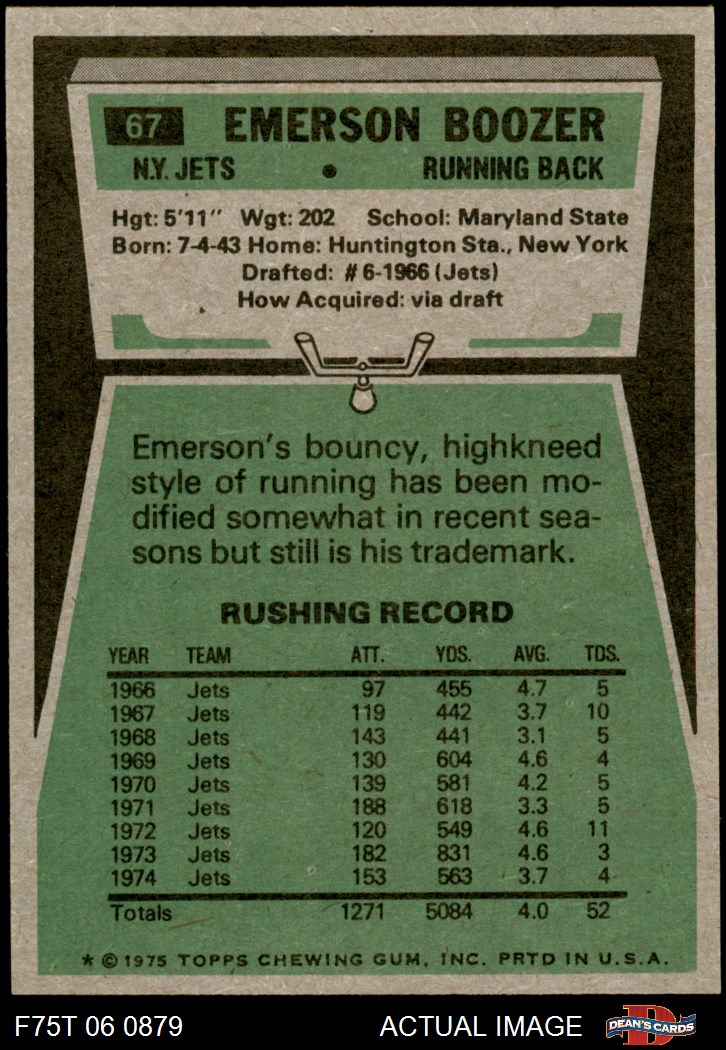 67 EMERSON BOOZER
N.Y. JETS • RUNNING BACK
Hgt: 5'11" Wgt: 202 School: Maryland State
Born: 7-4-43 Home: Huntington Sta., New York
Drafted: #6-1966 (Jets)
How Acquired: via draft
Emerson's bouncy, highkneed
style of running has been mo-
dified somewhat in recent sea-
sons but still is his trademark.
RUSHING RECORD
YEAR TEAM ATT. YDS. AVG. TDS.
1966 Jets 97 455 4.7 5
1967 Jets 119 442 3.7 10
1968 Jets 143 441 3.1 5
1969 Jets 130 604 4.6 4
1970 Jets 139 581 4.2 5
1971 Jets 188 618 3.3 5
1972 Jets 120 549 4.6 11
1973 Jets 182 831 4.6 3
1974 Jets 153 563 3.7 4
Totals 1271 5084 4.0 52
* © 1975 TOPPS CHEWING GUM, INC. PRTD IN U.S.A.
F75T 06 0879 ACTUAL IMAGE D DEAN'S CARDS